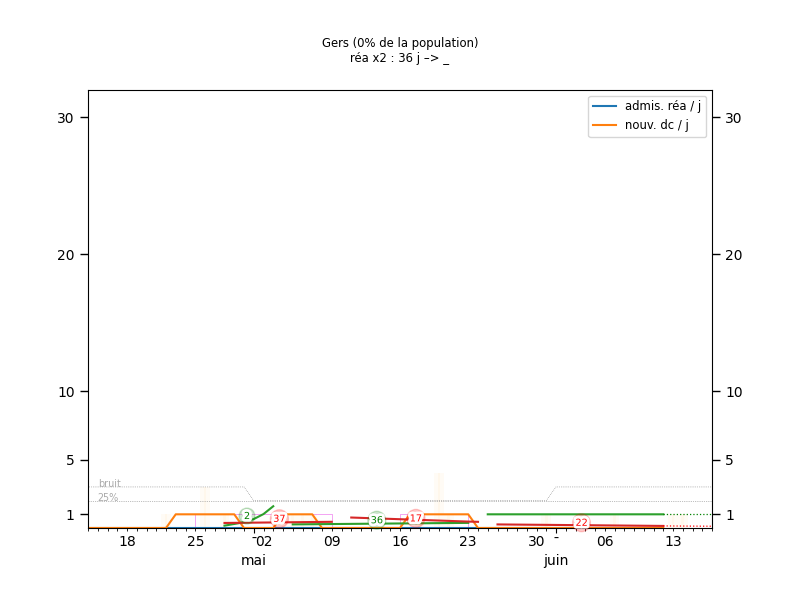 Gers (0% de la population)
réa x2 : 36 j –> _
admis. réa / j
nouv. dc / j
30 30
20 20
10 10
5 5
bruit
25%
1 1
2 37 36 17 22
18 25 02 09 16 23 30 06 13
mai juin